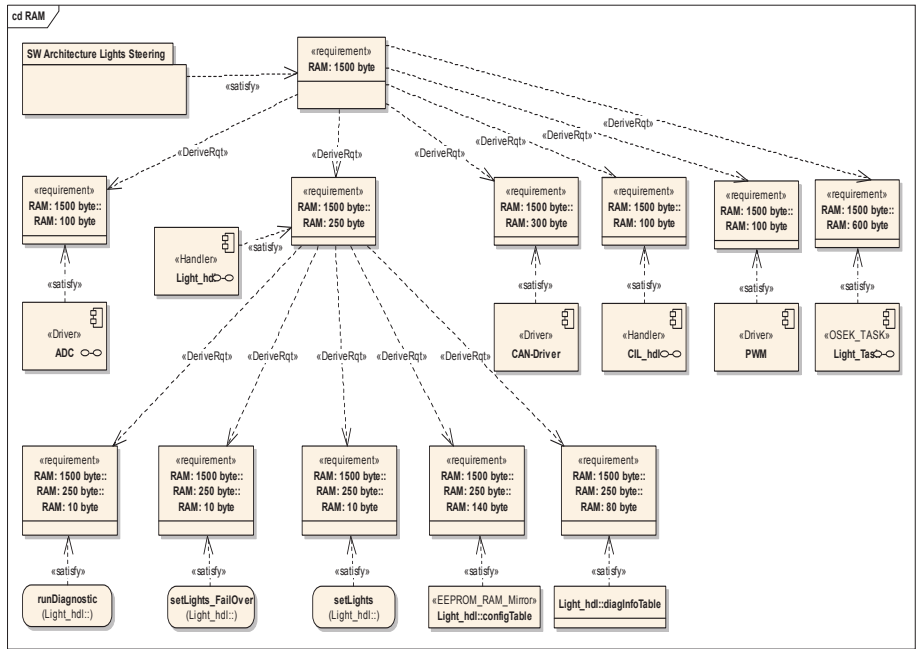 cd RAM
SW Architecture Lights Steering
«requirement»
RAM: 1500 byte
«satisfy»
«DeriveRqt»
«DeriveRqt»
«DeriveRqt»
«DeriveRqt»
«DeriveRqt»
«DeriveRqt»
«requirement»
RAM: 1500 byte::
RAM: 100 byte
«requirement»
RAM: 1500 byte::
RAM: 250 byte
«requirement»
RAM: 1500 byte::
RAM: 300 byte
«requirement»
RAM: 1500 byte::
RAM: 100 byte
«requirement»
RAM: 1500 byte::
RAM: 100 byte
«requirement»
RAM: 1500 byte::
RAM: 600 byte
«Handler»
Light_hdl
«satisfy»
«satisfy»
«satisfy»
«satisfy»
«satisfy»
«satisfy»
«Driver»
ADC
«Driver»
CAN-Driver
«Handler»
CIL_hdl
«Driver»
PWM
«OSEK_TASK»
Light_Task
«DeriveRqt»
«DeriveRqt»
«DeriveRqt»
«DeriveRqt»
«DeriveRqt»
«requirement»
RAM: 1500 byte::
RAM: 250 byte::
RAM: 10 byte
«requirement»
RAM: 1500 byte::
RAM: 250 byte::
RAM: 10 byte
«requirement»
RAM: 1500 byte::
RAM: 250 byte::
RAM: 10 byte
«requirement»
RAM: 1500 byte::
RAM: 250 byte::
RAM: 140 byte
«requirement»
RAM: 1500 byte::
RAM: 250 byte::
RAM: 80 byte
«satisfy»
«satisfy»
«satisfy»
«satisfy»
«satisfy»
runDiagnostic
(Light_hdl::)
setLights_FailOver
(Light_hdl::)
setLights
(Light_hdl::)
«EEPROM_RAM_Mirror»
Light_hdl::configTable
Light_hdl::diagInfoTable